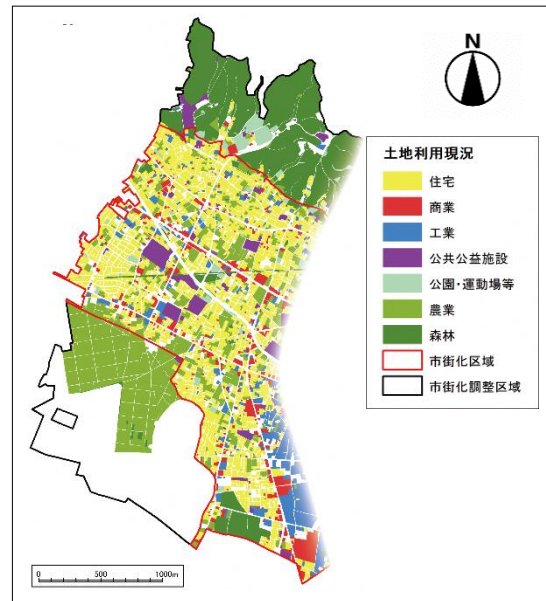 N
土地利用現況
住宅
商業
工業
公共公益施設
公園・運動場等
農業
森林
市街化区域
市街化調整区域
0 500 1000m